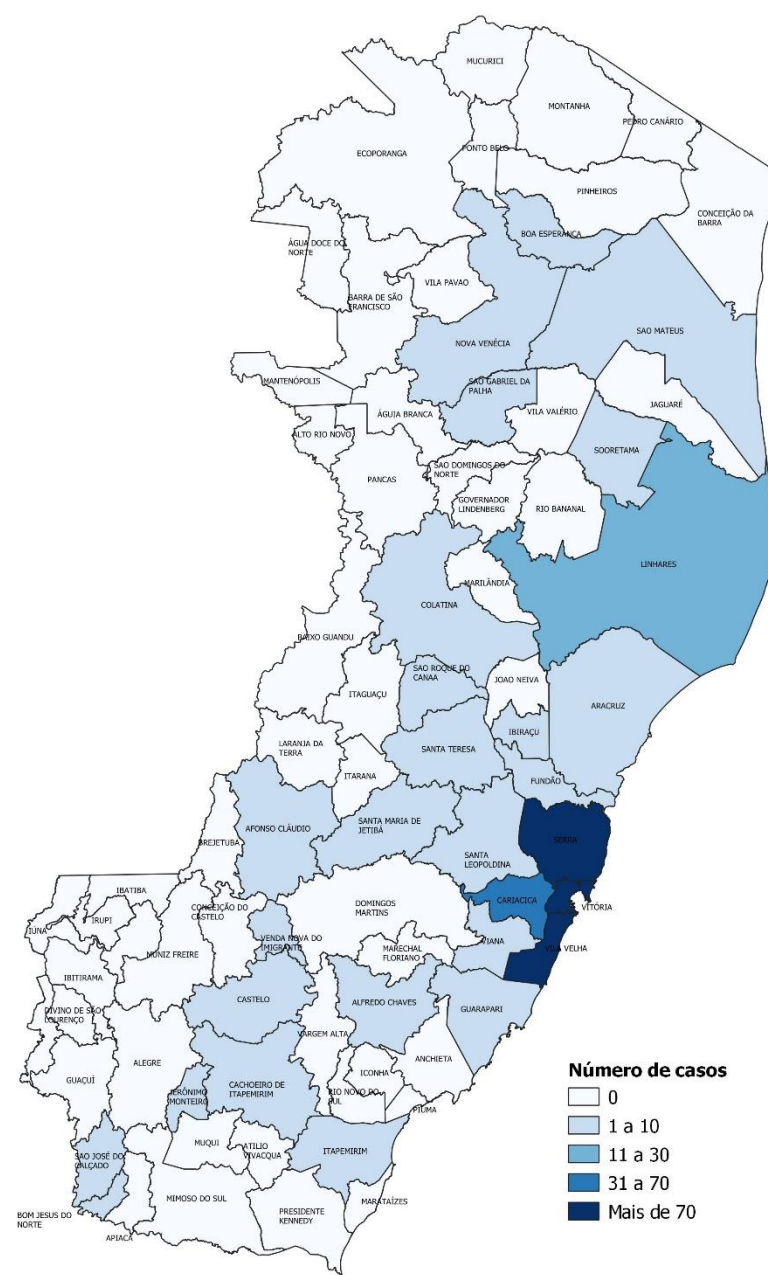 MUCURICI
MONTANHA
PEDRO CANÁRIO
PONTO BELO
ECOPORANGA
PINHEIROS
CONCEIÇÃO DA
BARRA
BOA ESPERANÇA
ÁGUA DOCE DO
NORTE
VILA PAVAO
BARRA DE SÃO
FRANCISCO
SAO MATEUS
NOVA VENÉCIA
MANTENÓPOLIS
SAO GABRIEL DA
PALHA
JAGUARÉ
ÁGUIA BRANCA
VILA VALÉRIO
ALTO RIO NOVO
SOORETAMA
SAO DOMINGOS DO
NORTE
PANCAS
GOVERNADOR
LINDENBERG
RIO BANANAL
LINHARES
MARILÂNDIA
COLATINA
BAIXO GUANDU
SAO ROQUE DO
CANAA
JOAO NEIVA
ITAGUAÇU
ARACRUZ
IBIRAÇU
LARANJA DA
TERRA
SANTA TERESA
ITARANA
FUNDÃO
SANTA MARIA DE
JETIBÁ
AFONSO CLÁUDIO
BREJETUBA
SERRA
SANTA
LEOPOLDINA
IBATIBA
CARIACICA
DOMINGOS
MARTINS
CONCEIÇÃO DO
CASTELO
VITÓRIA
IRUPI
IÚNA
VENDA NOVA DO
IMIGRANTE
VIANA
VILA VELHA
MUNIZ FREIRE
MARECHAL
FLORIANO
IBITIRAMA
CASTELO
ALFREDO CHAVES
GUARAPARI
DIVINO DE SÃO
LOURENÇO
VARGEM ALTA
ANCHIETA
ALEGRE
ICONHA
GUAÇUÍ
CACHOEIRO DE
ITAPEMIRIM
JERÔNIMO
MONTEIRO
RIO NOVO DO
SUL
PIUMA
MUQUI
ATILIO
VIVACQUA
ITAPEMIRIM
SAO JOSÉ DO
CALÇADO
MIMOSO DO SUL
MARATAÍZES
PRESIDENTE
KENNEDY
BOM JESUS DO
NORTE
APIACÁ
Número de casos
0
1 a 10
11 a 30
31 a 70
Mais de 70